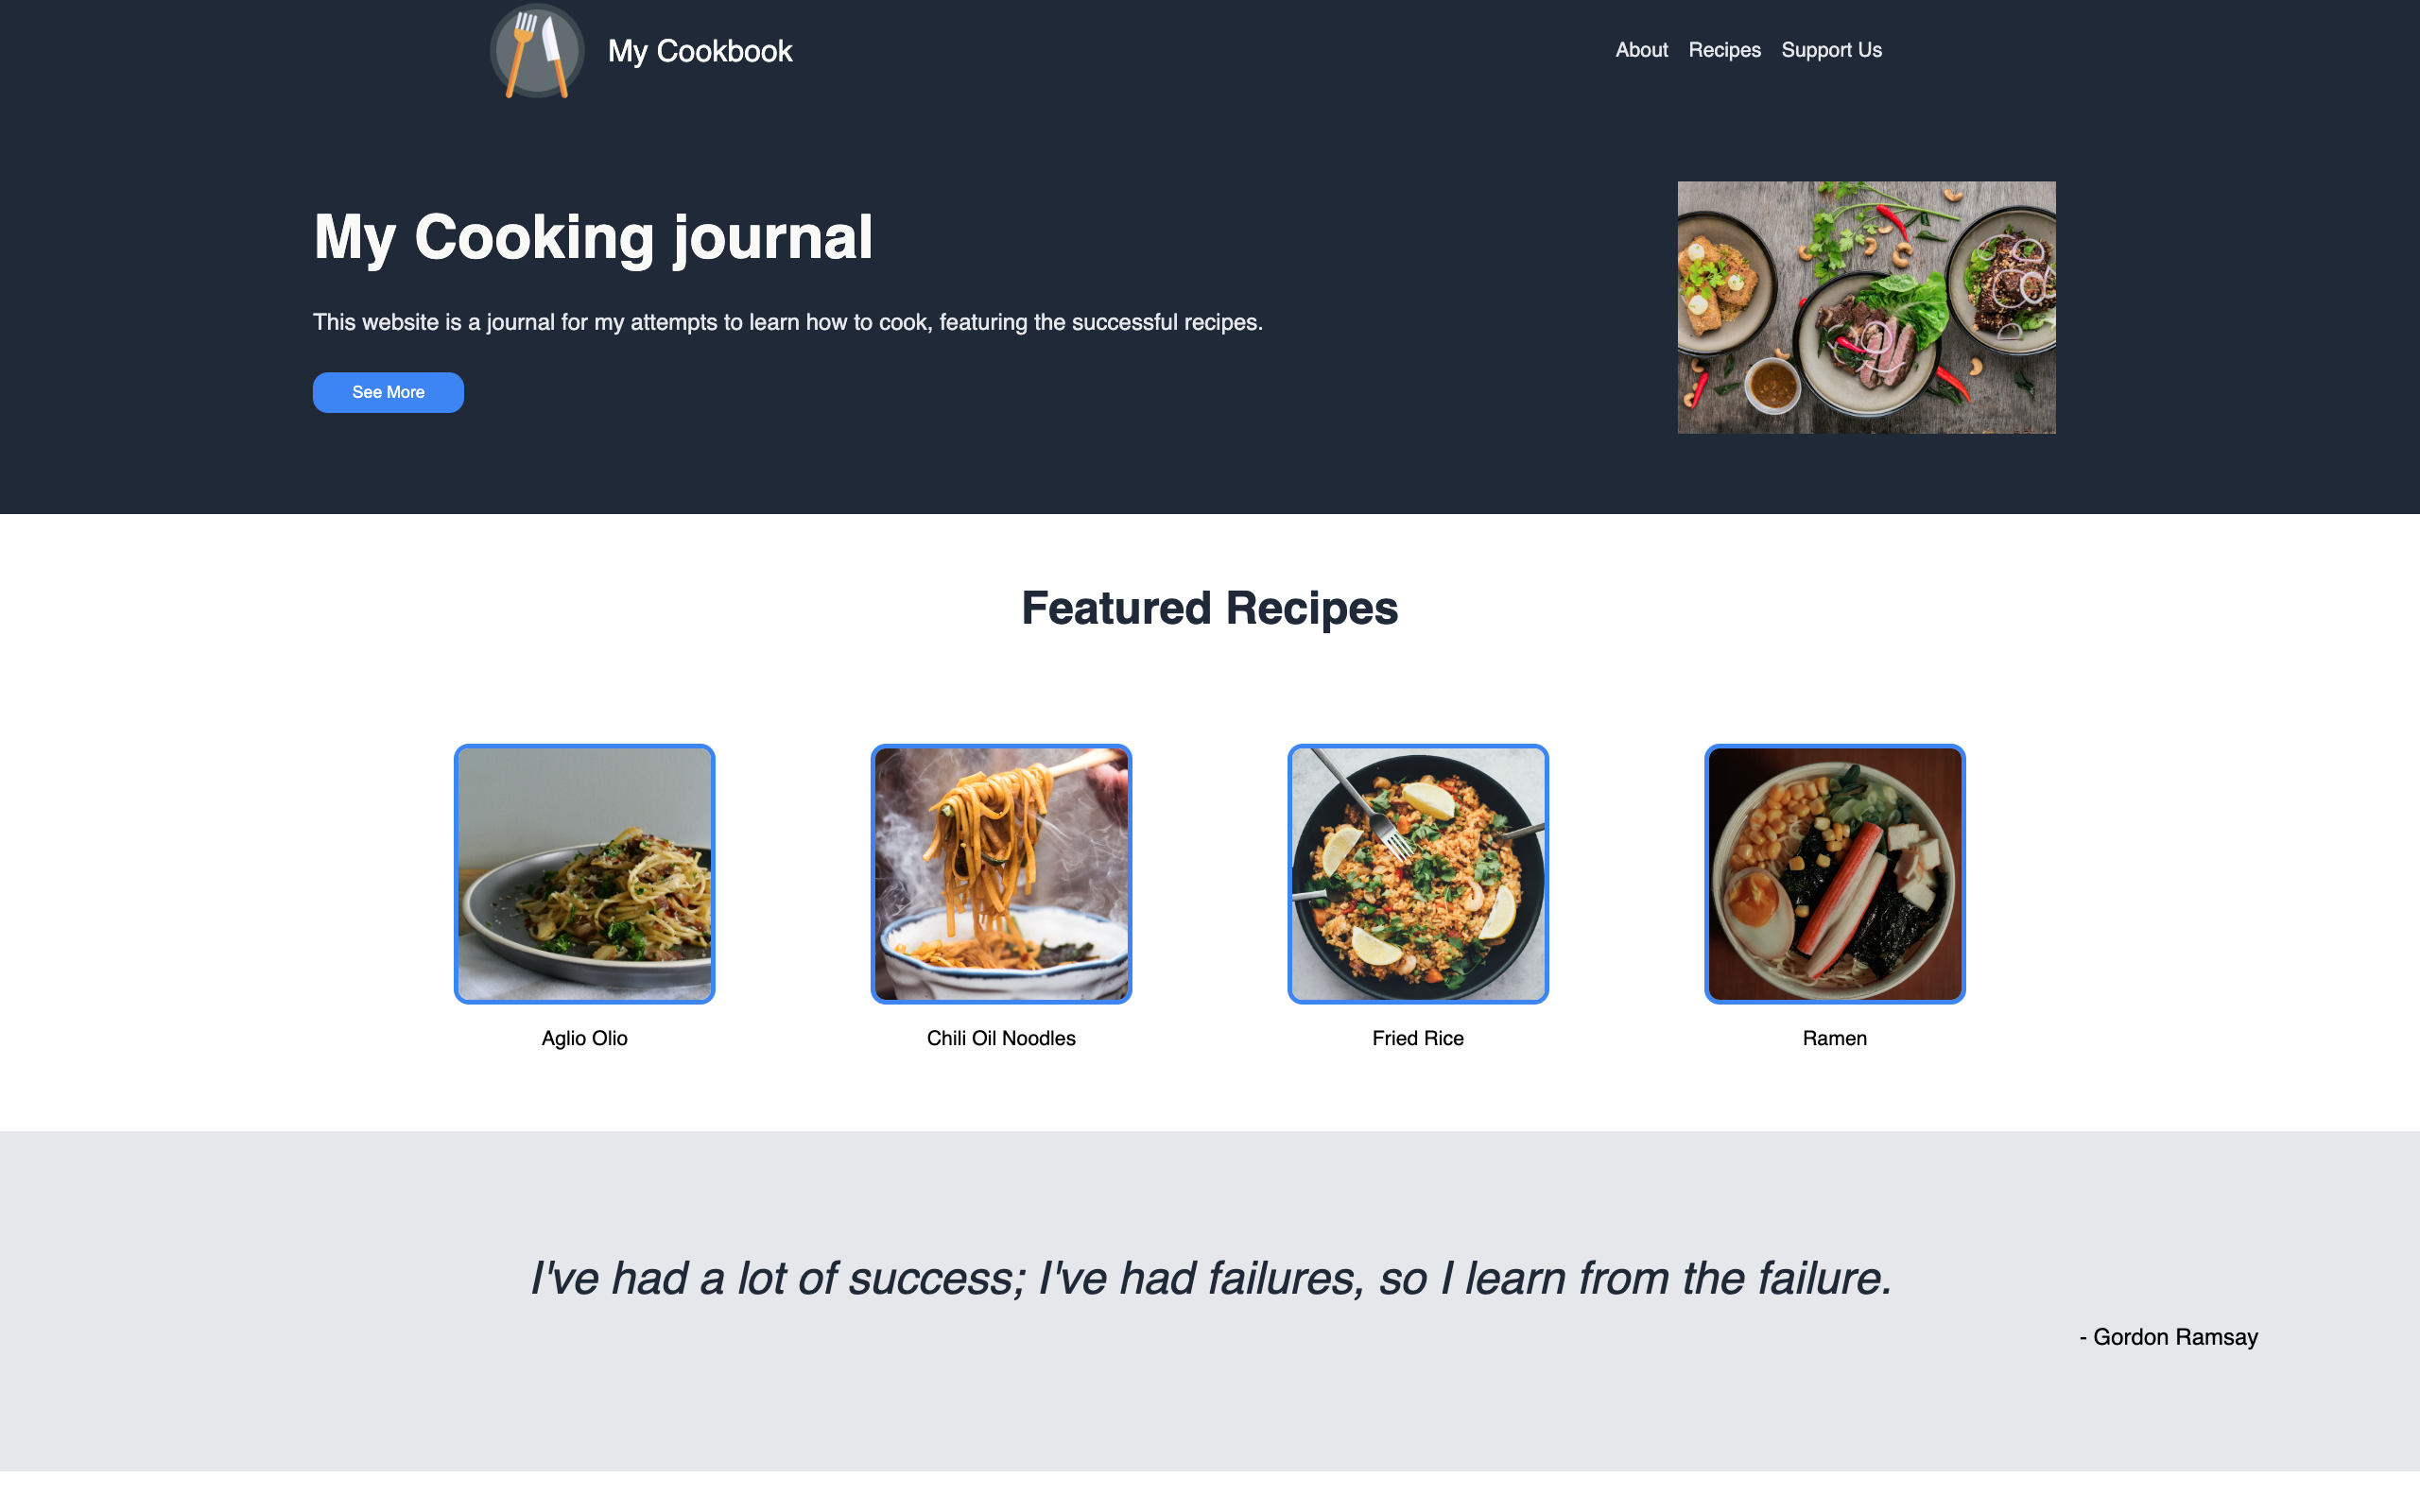 My Cookbook
About Recipes Support Us
My Cooking journal
This website is a journal for my attempts to learn how to cook, featuring the successful recipes.
See More
Featured Recipes
Aglio Olio
Chili Oil Noodles
Fried Rice
Ramen
I've had a lot of success; I've had failures, so I learn from the failure.
- Gordon Ramsay